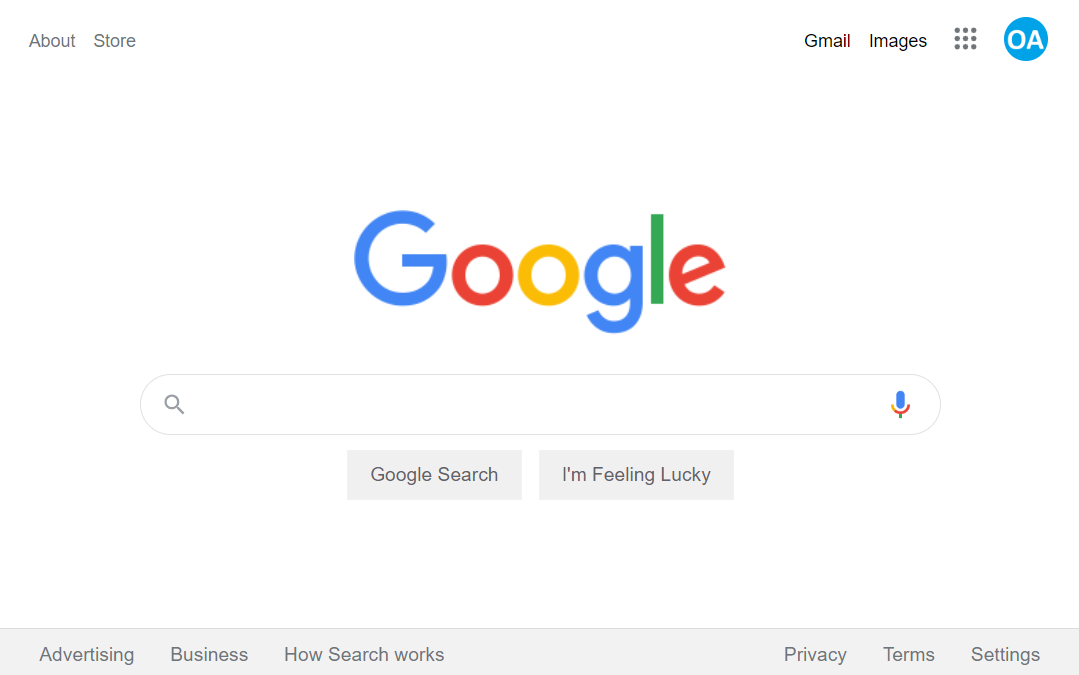 About Store Gmail Images OA
Google
Google Search I'm Feeling Lucky
Advertising Business How Search works Privacy Terms Settings